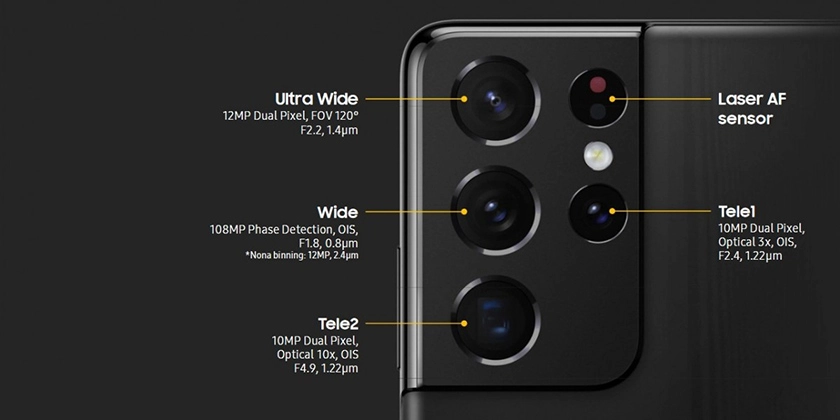 Ultra Wide
12MP Dual Pixel, FOV 120°
F2.2, 1.4μm
Laser AF
sensor
Wide
108MP Phase Detection, OIS,
F1.8, 0.8μm
*Nona binning: 12MP, 2.4μm
Tele1
10MP Dual Pixel,
Optical 3x, OIS,
F2.4, 1.22μm
Tele2
10MP Dual Pixel,
Optical 10x, OIS
F4.9, 1.22μm